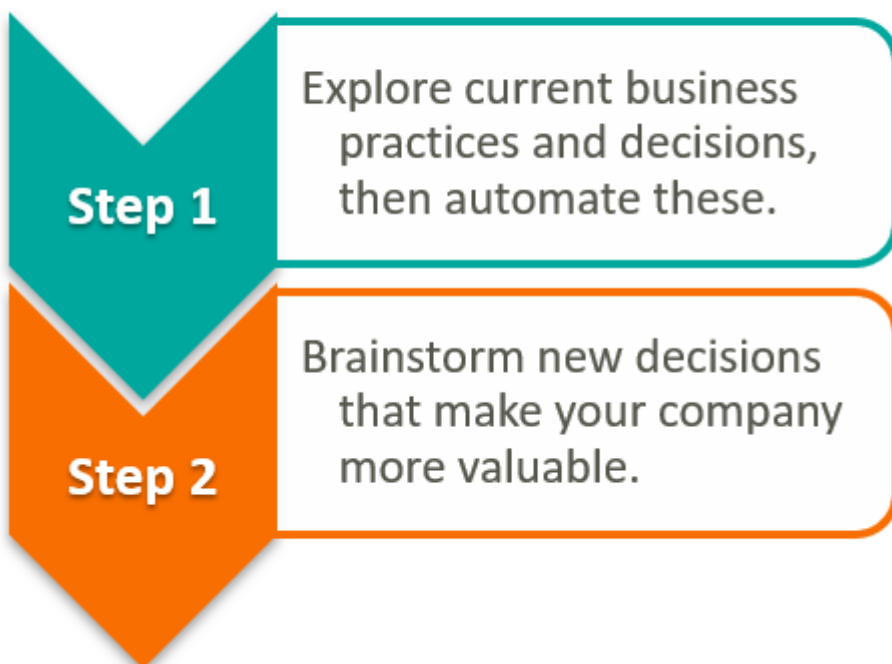 Step 1
Explore current business
practices and decisions,
then automate these.
Step 2
Brainstorm new decisions
that make your company
more valuable.